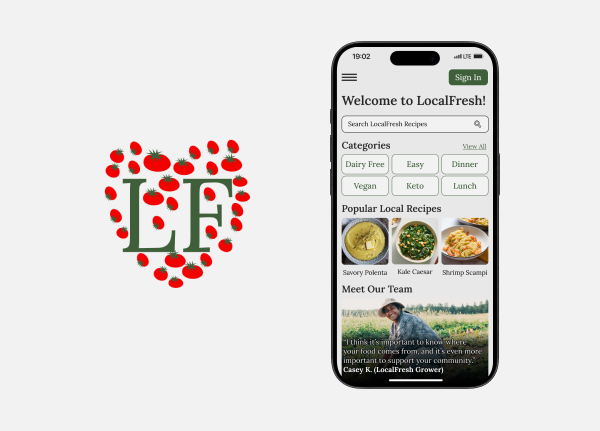 LF
19:02
LTE
Sign In
Welcome to LocalFresh!
Search LocalFresh Recipes
Categories
View All
Dairy Free
Easy
Dinner
Vegan
Keto
Lunch
Popular Local Recipes
Savory Polenta
Kale Caesar
Shrimp Scampi
Meet Our Team
"I think it's important to know where
your food comes from, and it's even more
important to support your community."
Casey K. (LocalFresh Grower)